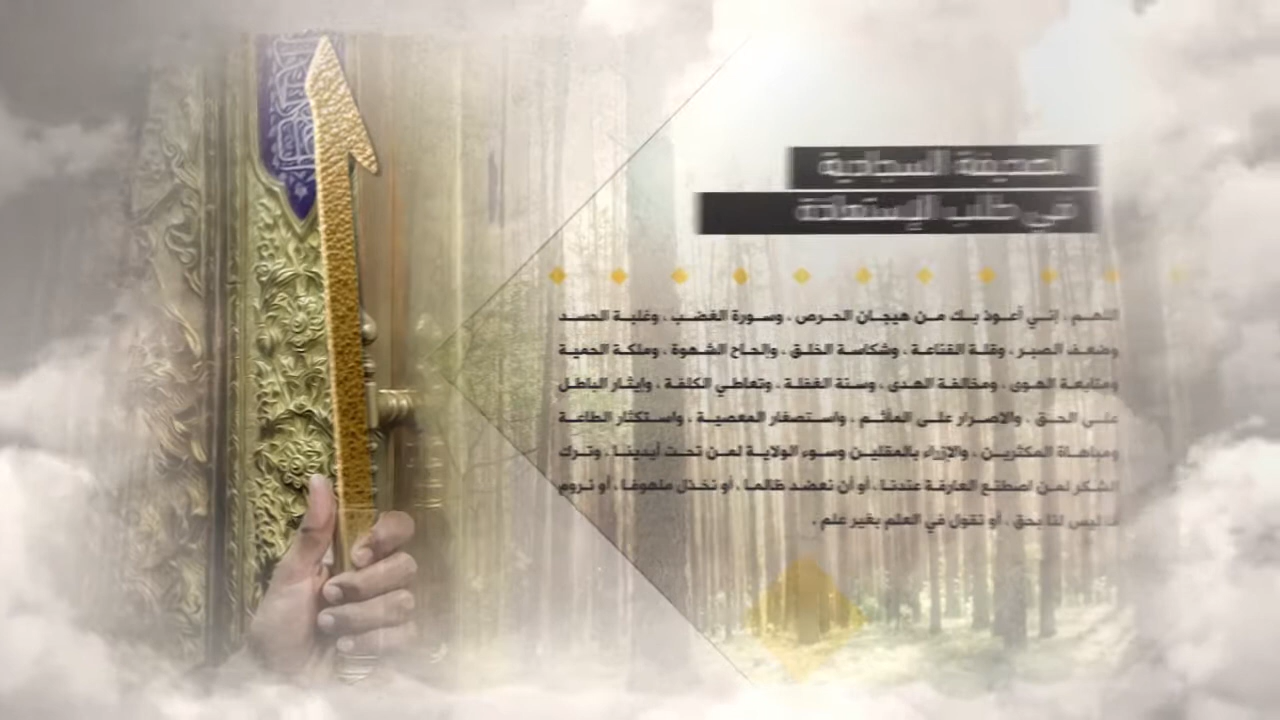 الصحيفة السجادية
في طلب الإستعاذة
اللهم ، إني أعوذ بك من هيجان الحرص ، وسورة الغضب ، وغلبة الحسد
وضعف الصبر ، وقلة القناعة ، وشكاسة الخلق ، وإلحاح الشهوة ، وملكة الحمية
ومتابعة الهوى ، ومخالفة الهدى ، وسنة الغفلة ، وتعاطي الكلفة ، وإيثار الباطل
على الحق ، والاصرار على المأثم ، واستصغار المعصية ، واستكثار الطاعة
ومباهاة المكثرين ، والإزراء بالمقلين وسوء الولاية لمن تحت أيدينا ، وترك
الشكر لمن اصطنع العارفة عندنا ، أو أن نعضد ظالما ، أو نخذل ملهوفا ، أو نروم
ما ليس لنا بحق ، أو نقول في العلم بغير علم .